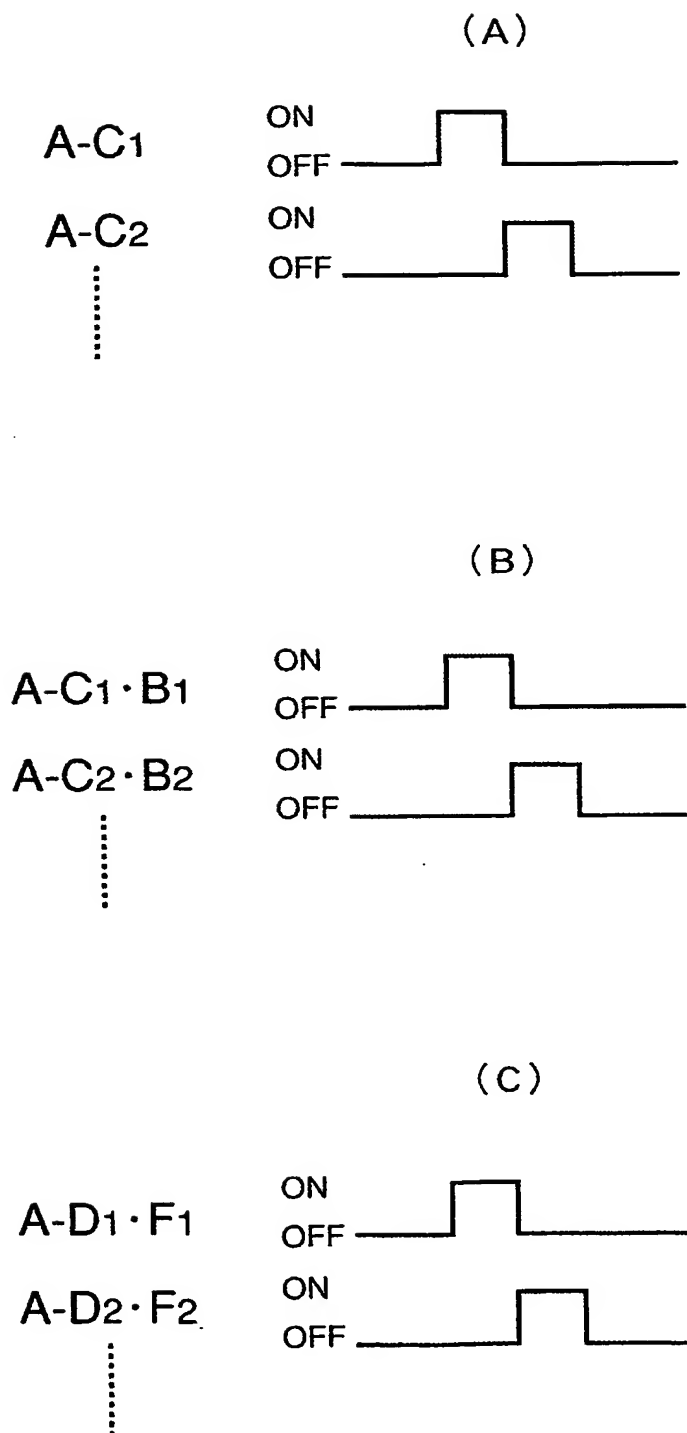 (A)
A-C1 ON OFF
A-C2 ON OFF
(B)
A-C1·B1 ON OFF
A-C2·B2 ON OFF
(C)
A-D1·F1 ON OFF
A-D2·F2 ON OFF